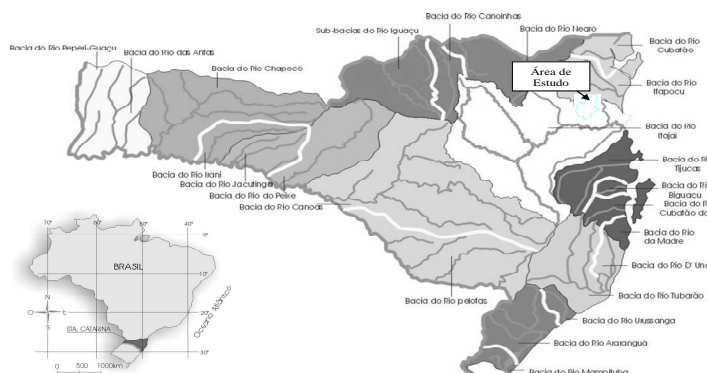 Bacia do Rio Peperi-Guaçu
Bacia do Rio das Antas
Bacia do Rio Chapecó
Sub-bacias do Rio Iguaçu
Bacia do Rio Canoinhas
Bacia do Rio Negro
Bacia do Rio
Cubatão
Bacia do Rio
Itapocu
Área de
Estudo
Bacia do Rio
Itajaí
Bacia do Ri
Tijucas
Bacia do Ri
Biguaçu
Bacia do R
Cubatão do
Bacia do Rio
da Madre
Bacia do Rio D' Una
Bacia do Rio Tubarão
Bacia do Rio Urussanga
Bacia do Rio Araranguá
Bacia do Rio Mampituba
Bacia do Rio Irani
Bacia do Rio Jacutinga
Bacia do Rio do Peixe
Bacia do Rio Canoas
Bacia do Rio pelotas
70° 60° 50° 40°
0°
BRASIL
10°
20°
30°
N
O E
S
STA. CATARINA
Oceano Atlântico
0 500 1000km